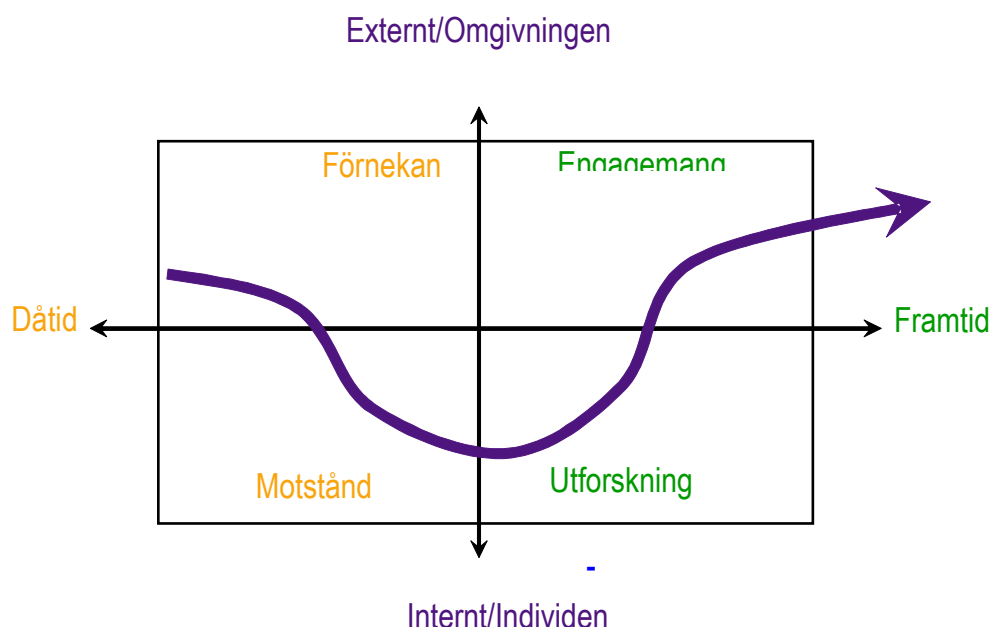 Externt/Omgivningen
Förnekan
Engagemang
Dåtid
Framtid
Motstånd
Utforskning
-
Internt/Individen